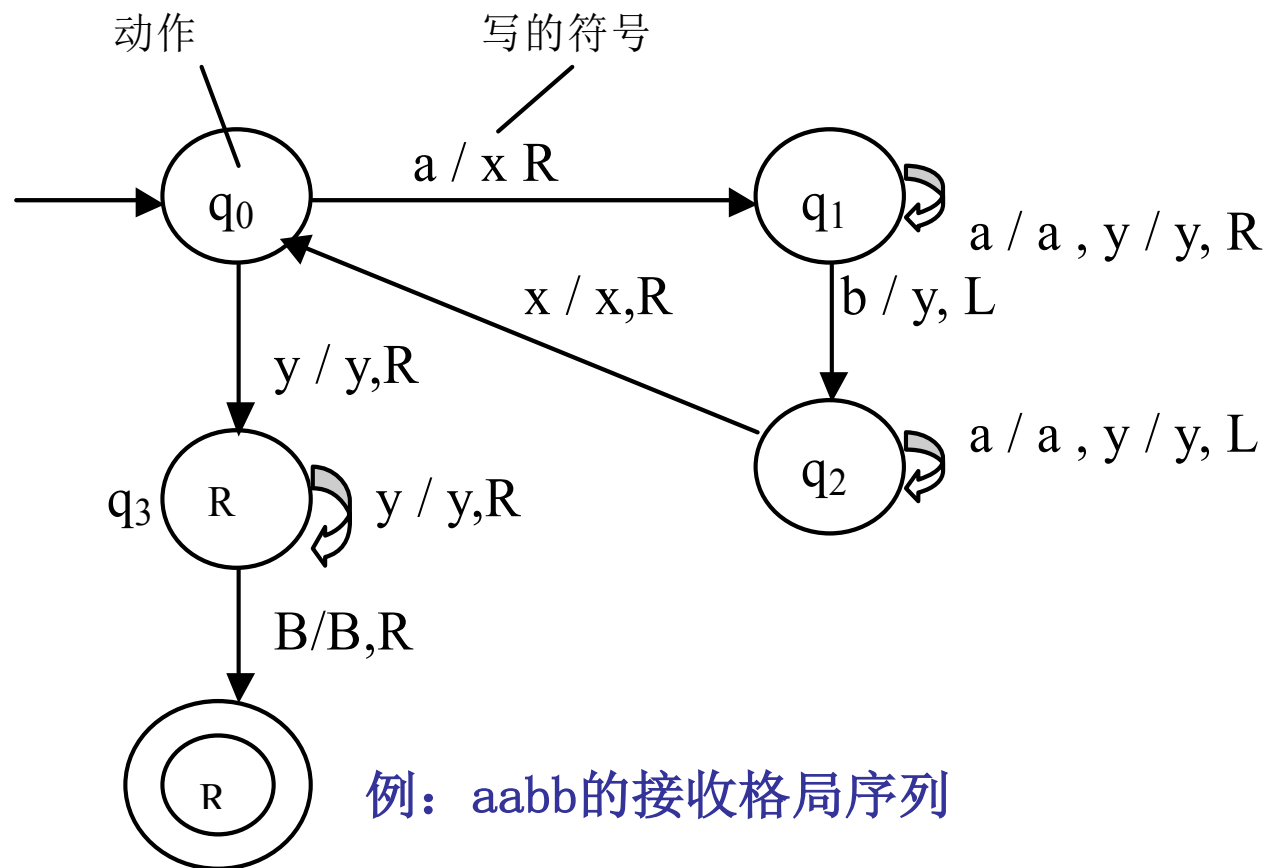 动作
写的符号
a / x R
q0
q1
a / a , y / y, R
x / x,R
b / y, L
y / y,R
a / a , y / y, L
q2
q3
R
y / y,R
B/B,R
R
例：aabb的接收格局序列